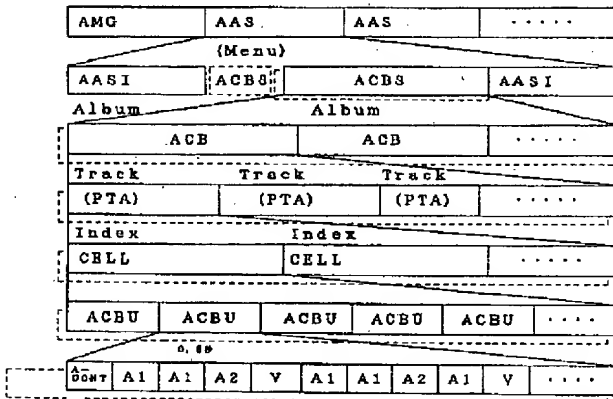 AMG AAS AAS · · · · ·
(Menu)
AASI ACBS ACBS AASI
Album Album
ACB ACB · · · · ·
Track Track Track
(PTA) (PTA) (PTA) · · · ·
Index Index
CELL CELL · · · · ·
ACBU ACBU ACBU ACBU ACBU · · · ·
A1 A1 A2 V A1 A1 A2 A1 V · · · ·